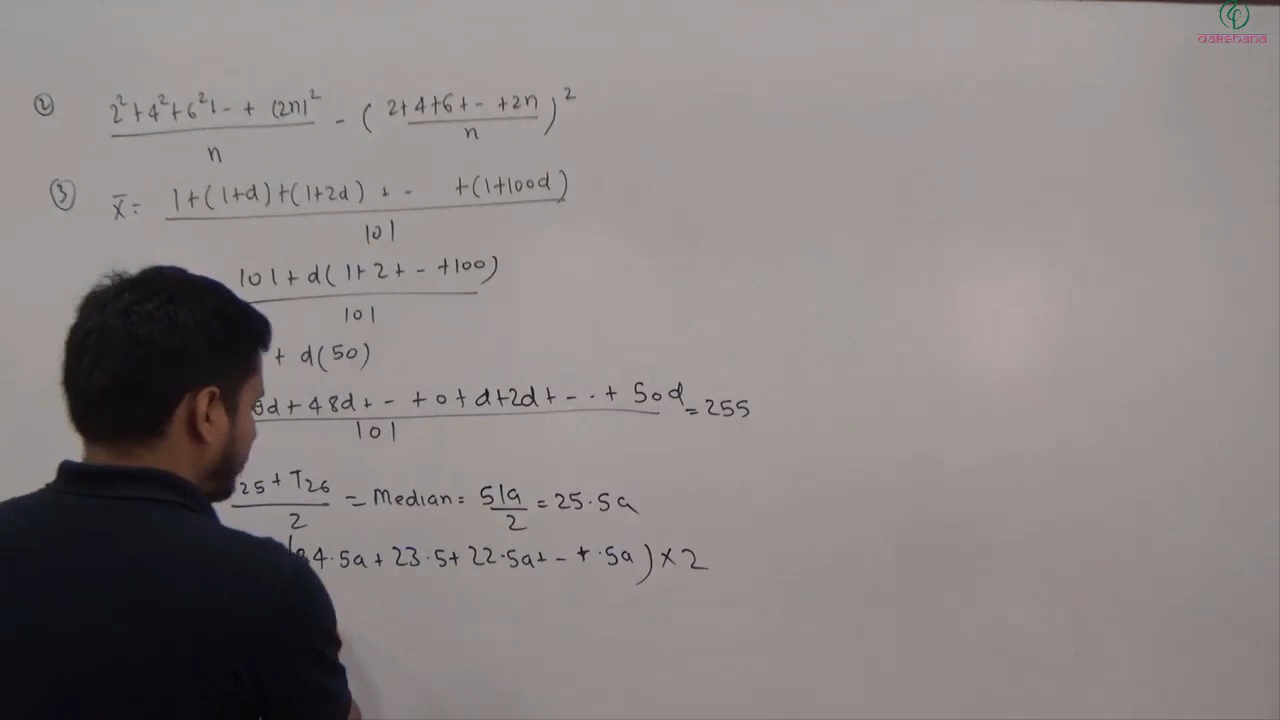 dakshana
② 2²+4²+6²+- + (2n)² / n - ( 2+4+6+- +2n / n )²
③ x̄ = 1+(1+d)+(1+2d) + - +(1+100d) / 101
101+d(1+2+- +100) / 101
+ d(50)
d+48d+- +0+d+2d+-..+ 50d / 101 = 255
25+T26 / 2 = Median = 51a / 2 = 25.5a
4.5a+23.5+22.5a+-+.5a)×2